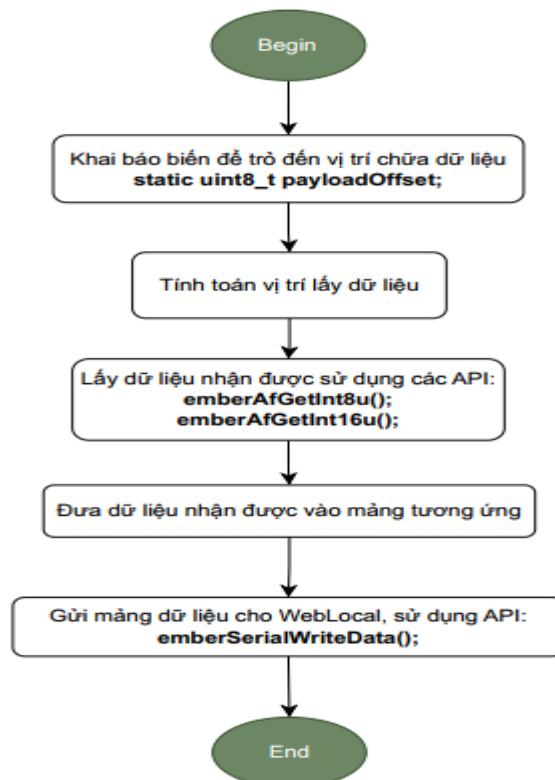 Begin
Khai báo biến để trỏ đến vị trí chữa dữ liệu
static uint8_t payloadOffset;
Tính toán vị trí lấy dữ liệu
Lấy dữ liệu nhận được sử dụng các API:
emberAfGetInt8u();
emberAfGetInt16u();
Đưa dữ liệu nhận được vào mảng tương ứng
Gửi mảng dữ liệu cho WebLocal, sử dụng API:
emberSerialWriteData();
End